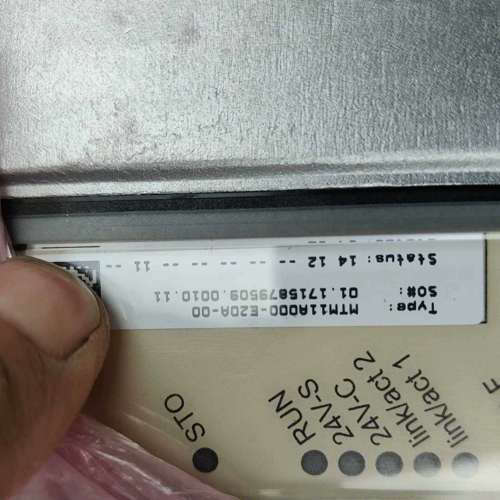 Type: MTM11A000-E20A-00
SO#: 01.1715879509.0010.11
Status: 14 12 -- -- -- -- -- -- 11 --
STO
RUN
24V-S
24V-C
link/act 2
link/act 1